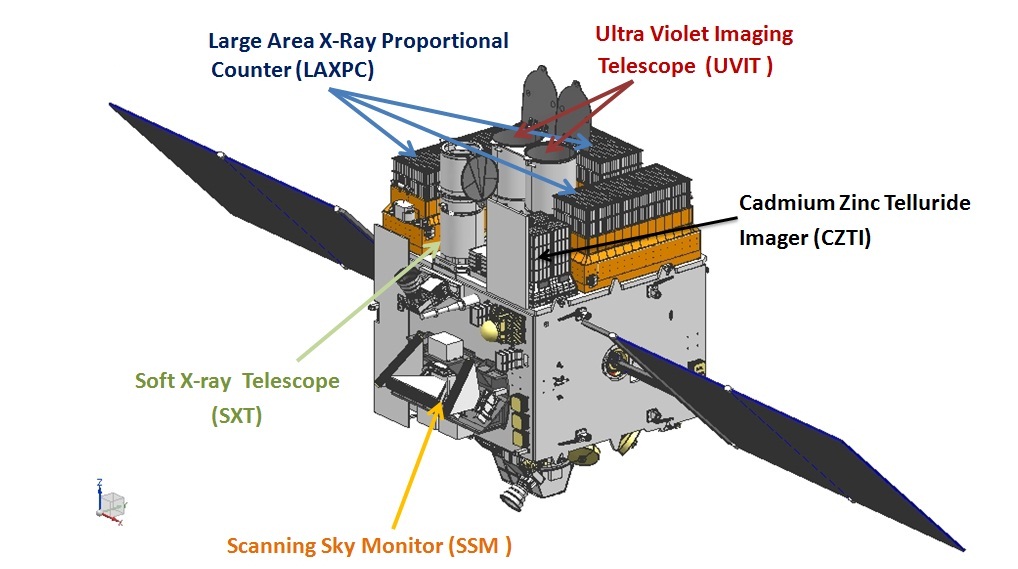 Large Area X-Ray Proportional
Counter (LAXPC)
Ultra Violet Imaging
Telescope (UVIT )
Cadmium Zinc Telluride
Imager (CZTI)
Soft X-ray Telescope
(SXT)
Scanning Sky Monitor (SSM )
Z
Y
X